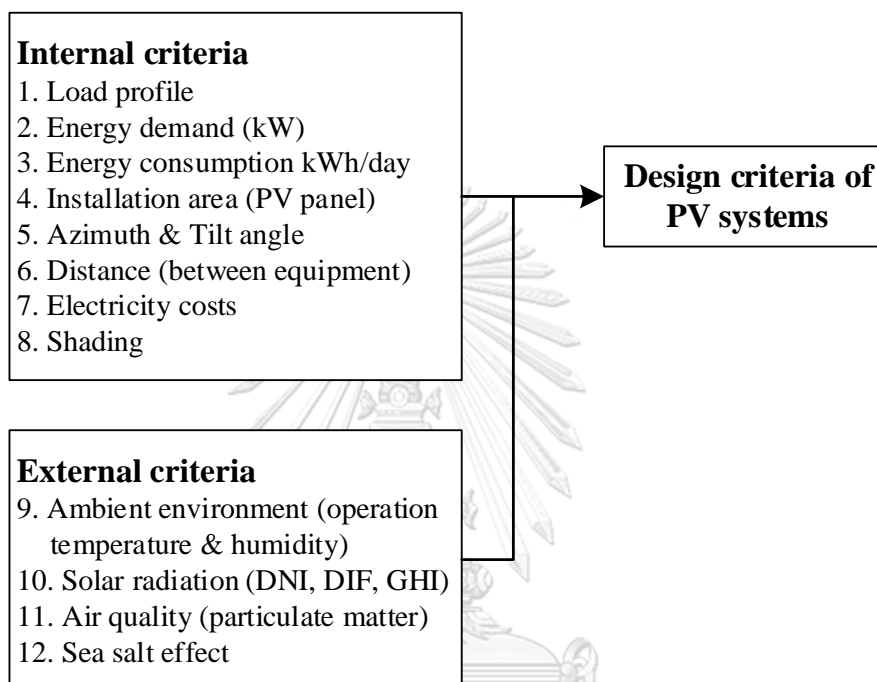 Internal criteria
1. Load profile
2. Energy demand (kW)
3. Energy consumption kWh/day
4. Installation area (PV panel)
5. Azimuth & Tilt angle
6. Distance (between equipment)
7. Electricity costs
8. Shading
Design criteria of
PV systems
External criteria
9. Ambient environment (operation
temperature & humidity)
10. Solar radiation (DNI, DIF, GHI)
11. Air quality (particulate matter)
12. Sea salt effect